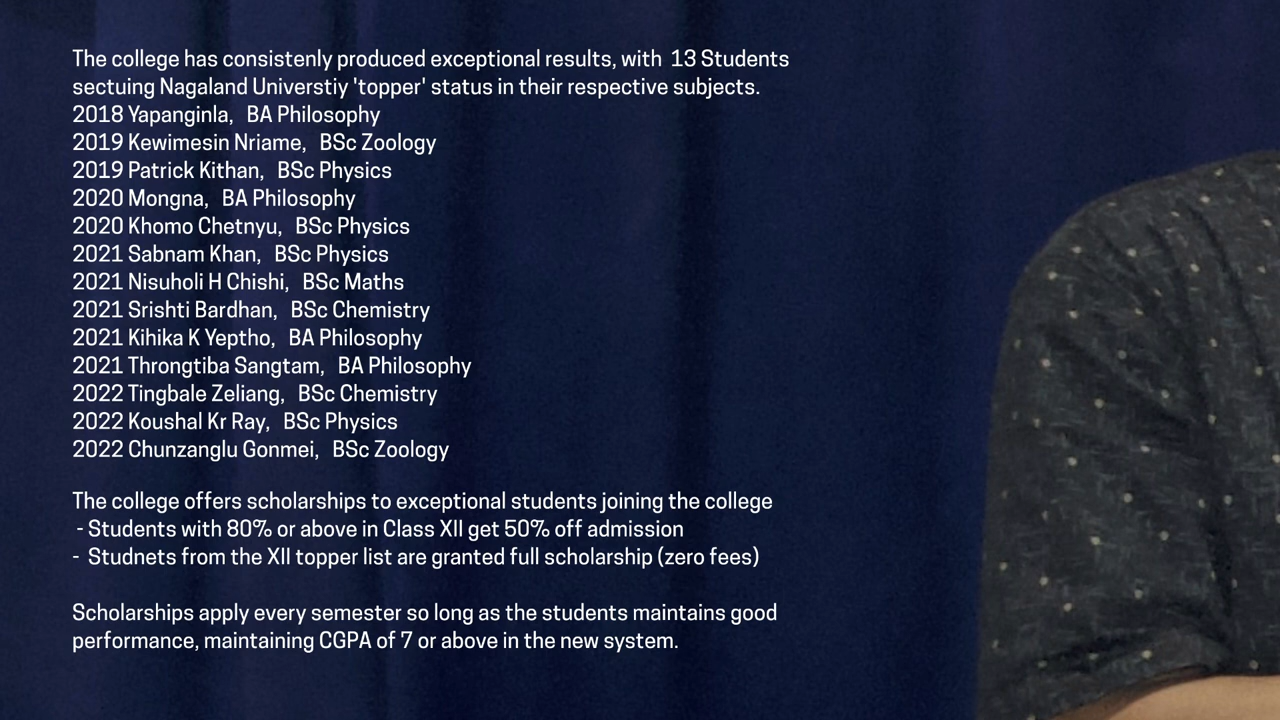 The college has consistenly produced exceptional results, with 13 Students
sectuing Nagaland Universtiy 'topper' status in their respective subjects.
2018 Yapanginla, BA Philosophy
2019 Kewimesin Nriame, BSc Zoology
2019 Patrick Kithan, BSc Physics
2020 Mongna, BA Philosophy
2020 Khomo Chetnyu, BSc Physics
2021 Sabnam Khan, BSc Physics
2021 Nisuholi H Chishi, BSc Maths
2021 Srishti Bardhan, BSc Chemistry
2021 Kihika K Yeptho, BA Philosophy
2021 Throngtiba Sangtam, BA Philosophy
2022 Tingbale Zeliang, BSc Chemistry
2022 Koushal Kr Ray, BSc Physics
2022 Chunzanglu Gonmei, BSc Zoology
The college offers scholarships to exceptional students joining the college
- Students with 80% or above in Class XII get 50% off admission
- Studnets from the XII topper list are granted full scholarship (zero fees)
Scholarships apply every semester so long as the students maintains good
performance, maintaining CGPA of 7 or above in the new system.